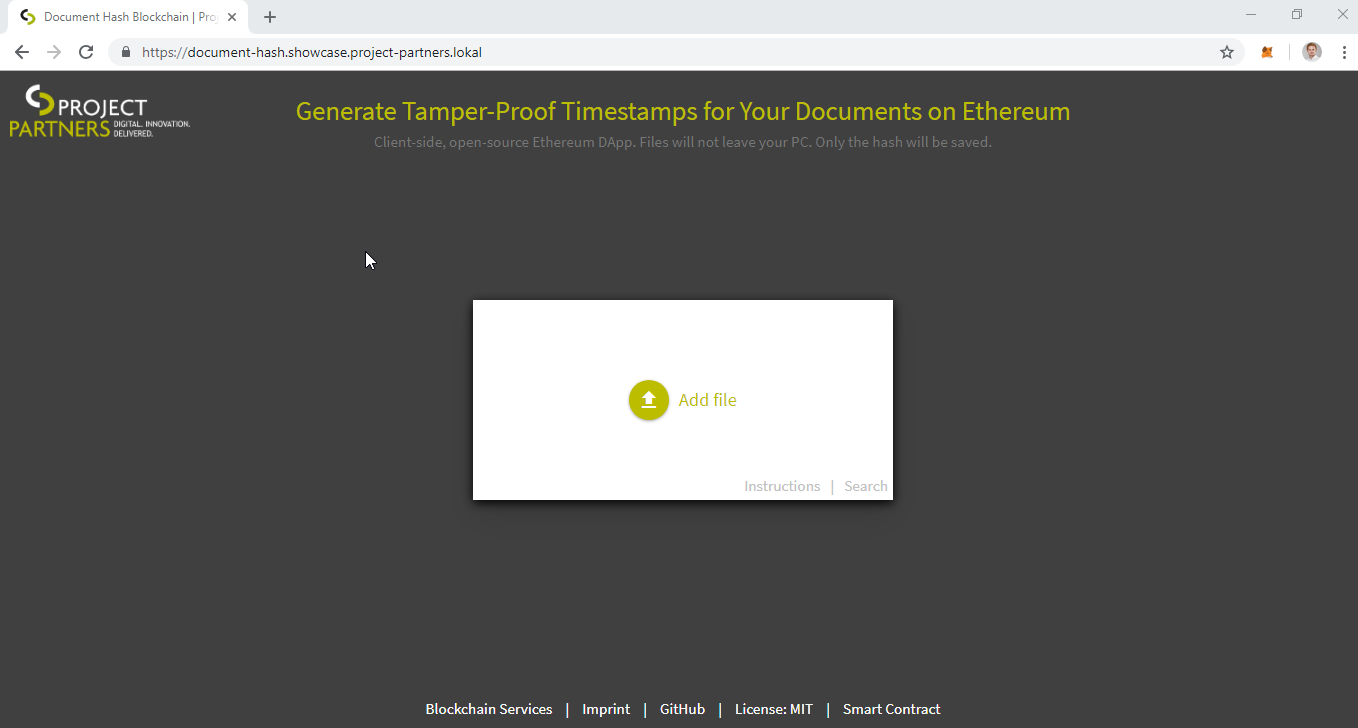 Document Hash Blockchain | Proj
https://document-hash.showcase.project-partners.lokal
PROJECT
PARTNERS DIGITAL. INNOVATION. DELIVERED.
Generate Tamper-Proof Timestamps for Your Documents on Ethereum
Client-side, open-source Ethereum DApp. Files will not leave your PC. Only the hash will be saved.
Add file
Instructions | Search
Blockchain Services | Imprint | GitHub | License: MIT | Smart Contract